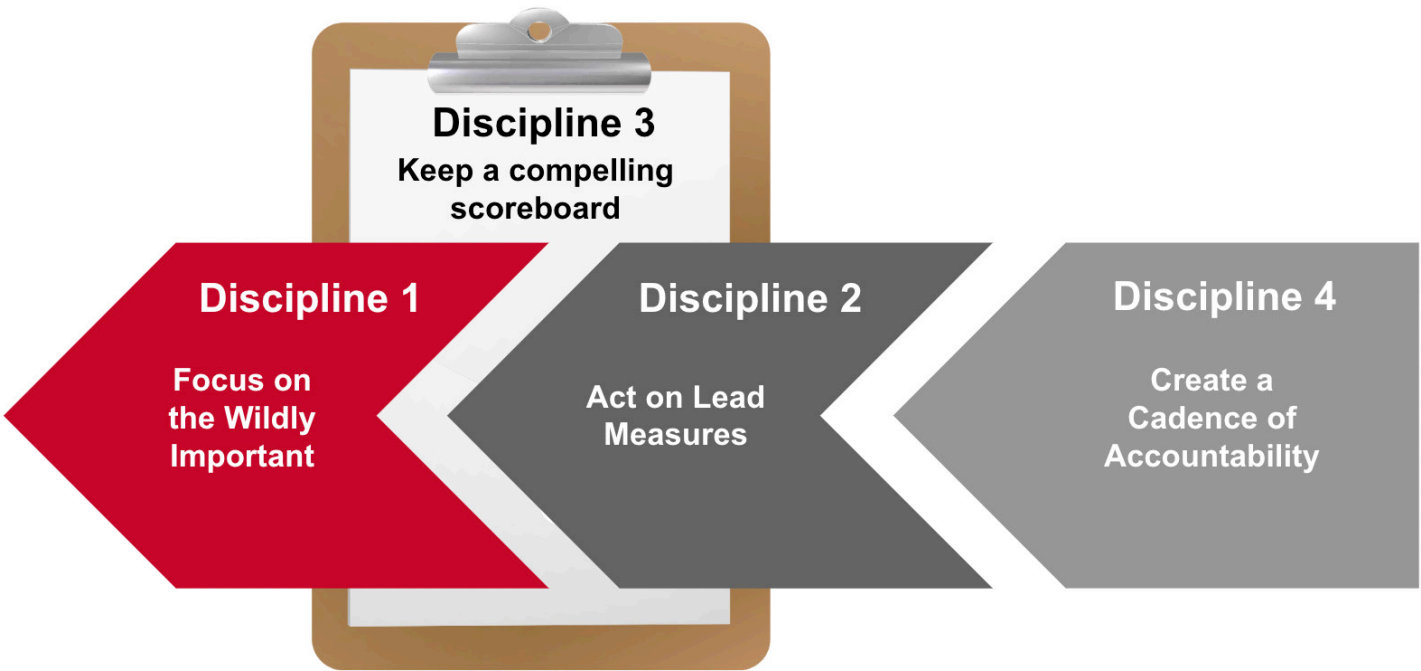 Discipline 3
Keep a compelling
scoreboard
Discipline 1
Focus on
the Wildly
Important
Discipline 2
Act on Lead
Measures
Discipline 4
Create a
Cadence of
Accountability